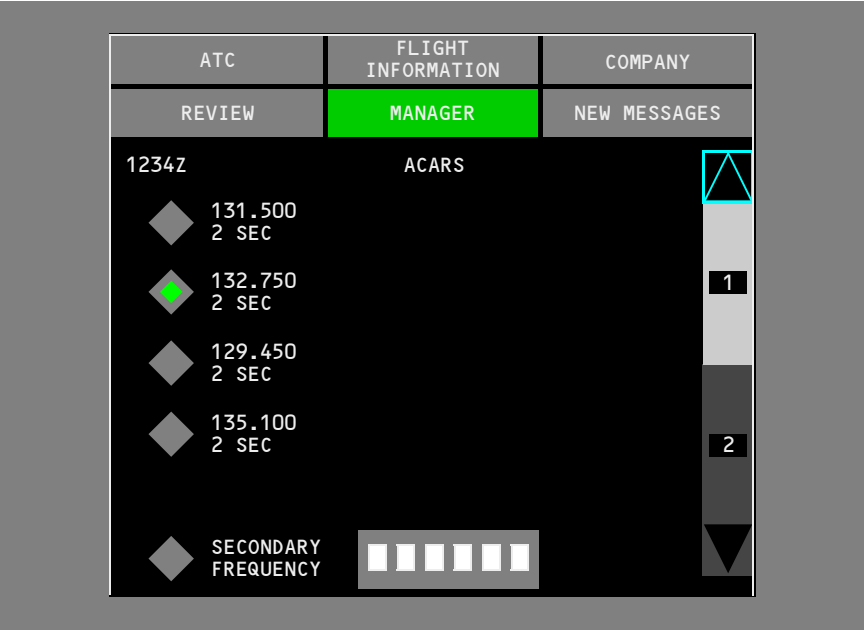 ATC
FLIGHT
INFORMATION
COMPANY
REVIEW
MANAGER
NEW MESSAGES
1234Z
ACARS
131.500
2 SEC
132.750
2 SEC
1
129.450
2 SEC
135.100
2 SEC
2
SECONDARY
FREQUENCY